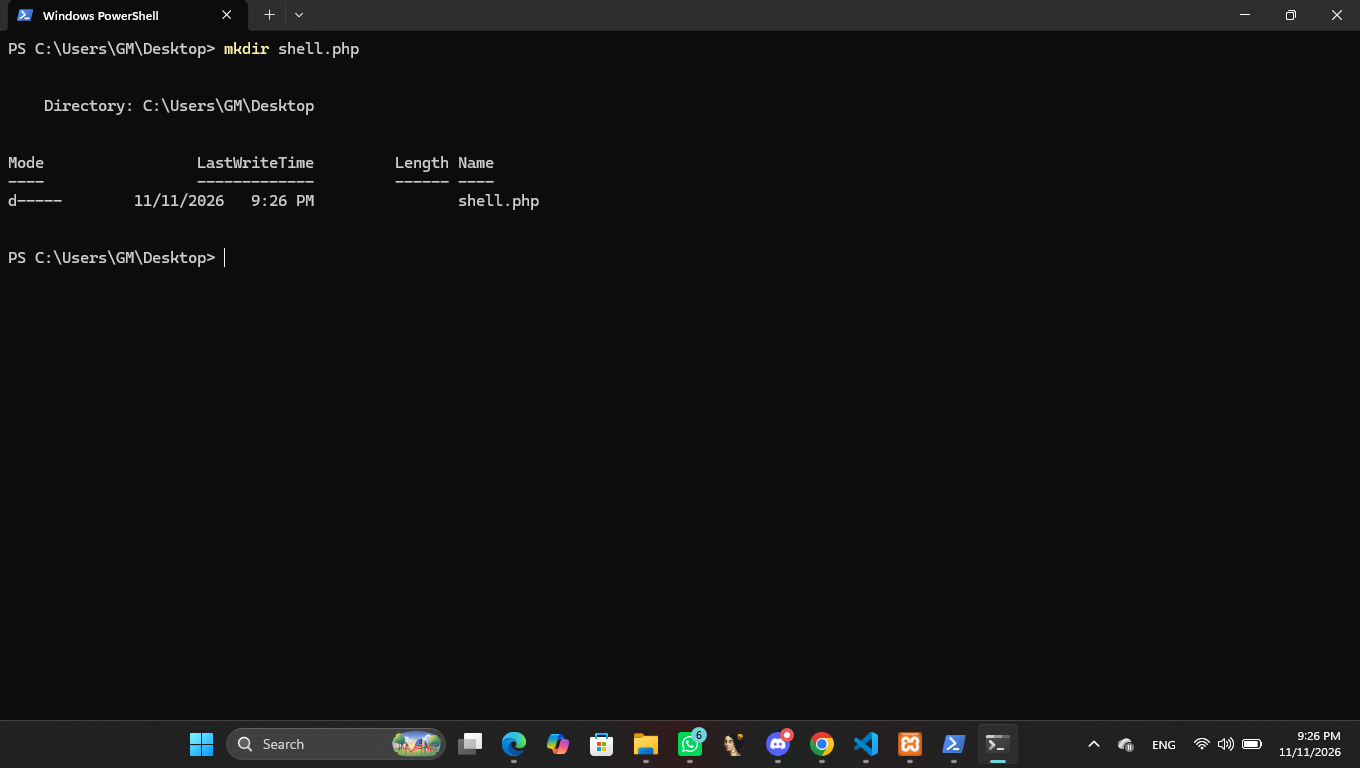 Windows PowerShell
PS C:\Users\GM\Desktop> mkdir shell.php
Directory: C:\Users\GM\Desktop
Mode LastWriteTime Length Name
---- ------------- ------ ----
d----- 11/11/2026 9:26 PM shell.php
PS C:\Users\GM\Desktop>
Search
6
ENG
9:26 PM
11/11/2026